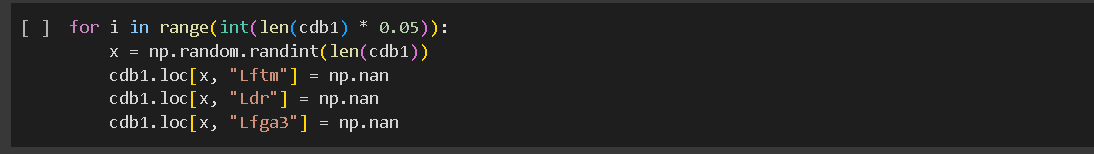 [ ] for i in range(int(len(cdb1) * 0.05)):
x = np.random.randint(len(cdb1))
cdb1.loc[x, "Lftm"] = np.nan
cdb1.loc[x, "Ldr"] = np.nan
cdb1.loc[x, "Lfga3"] = np.nan